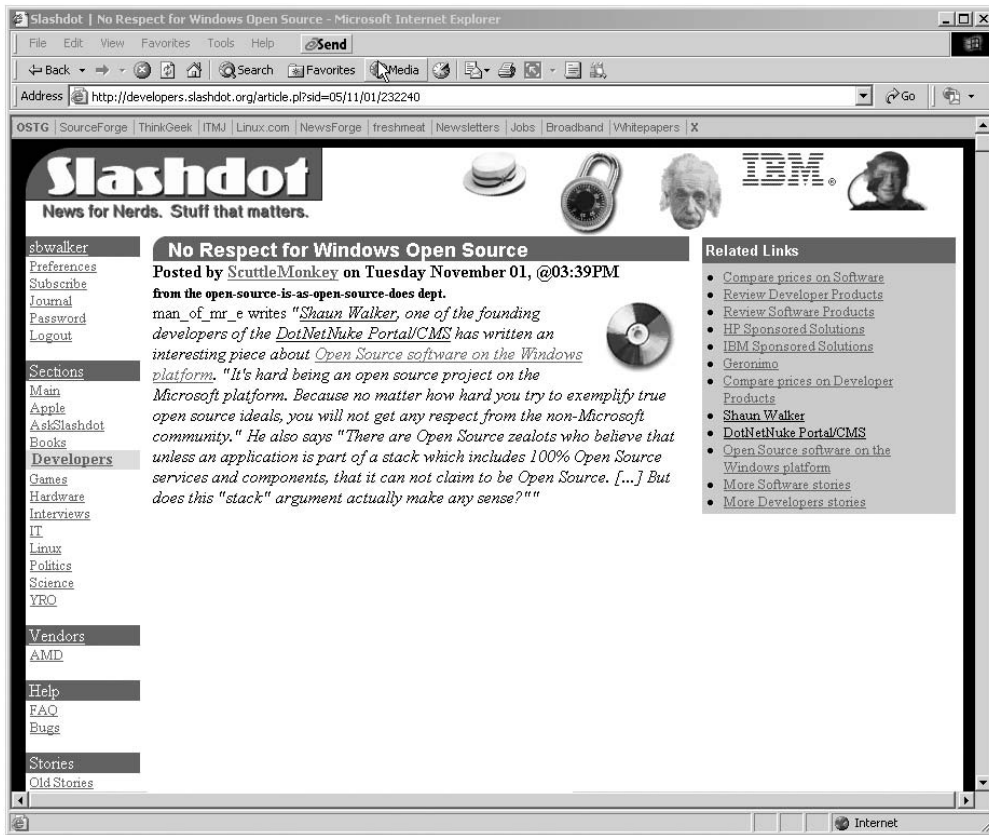 Slashdot | No Respect for Windows Open Source - Microsoft Internet Explorer
File Edit View Favorites Tools Help Send
Back Search Favorites Media
Address http://developers.slashdot.org/article.pl?sid=05/11/01/232240 Go
OSTG | SourceForge | ThinkGeek | ITMJ | Linux.com | NewsForge | freshmeat | Newsletters | Jobs | Broadband | Whitepapers | X
Slashdot
News for Nerds. Stuff that matters.
IBM®
sbwalker
Preferences
Subscribe
Journal
Password
Logout
Sections
Main
Apple
AskSlashdot
Books
Developers
Games
Hardware
Interviews
IT
Linux
Politics
Science
YRO
Vendors
AMD
Help
FAQ
Bugs
Stories
Old Stories
No Respect for Windows Open Source
Posted by ScuttleMonkey on Tuesday November 01, @03:39PM
from the open-source-is-as-open-source-does dept.
man_of_mr_e writes "Shaun Walker, one of the founding
developers of the DotNetNuke Portal/CMS has written an
interesting piece about Open Source software on the Windows
platform. "It's hard being an open source project on the
Microsoft platform. Because no matter how hard you try to exemplify true
open source ideals, you will not get any respect from the non-Microsoft
community." He also says "There are Open Source zealots who believe that
unless an application is part of a stack which includes 100% Open Source
services and components, that it can not claim to be Open Source. [...] But
does this "stack" argument actually make any sense?""
Related Links
Compare prices on Software
Review Developer Products
Review Software Products
HP Sponsored Solutions
IBM Sponsored Solutions
Geronimo
Compare prices on Developer
Products
Shaun Walker
DotNetNuke Portal/CMS
Open Source software on the
Windows platform
More Software stories
More Developers stories
Internet